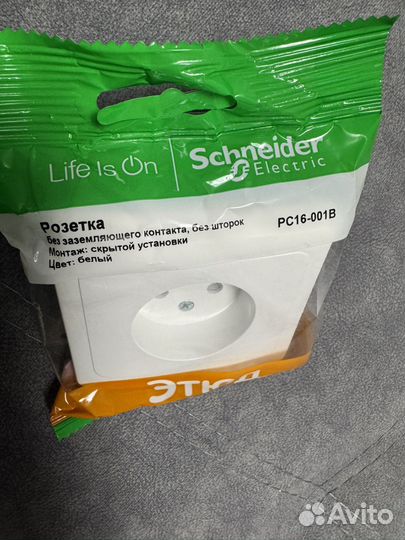 Life Is On
Schneider
Electric
Розетка
без заземляющего контакта, без шторок
PC16-001B
Монтаж: скрытой установки
Цвет: белый
Avito